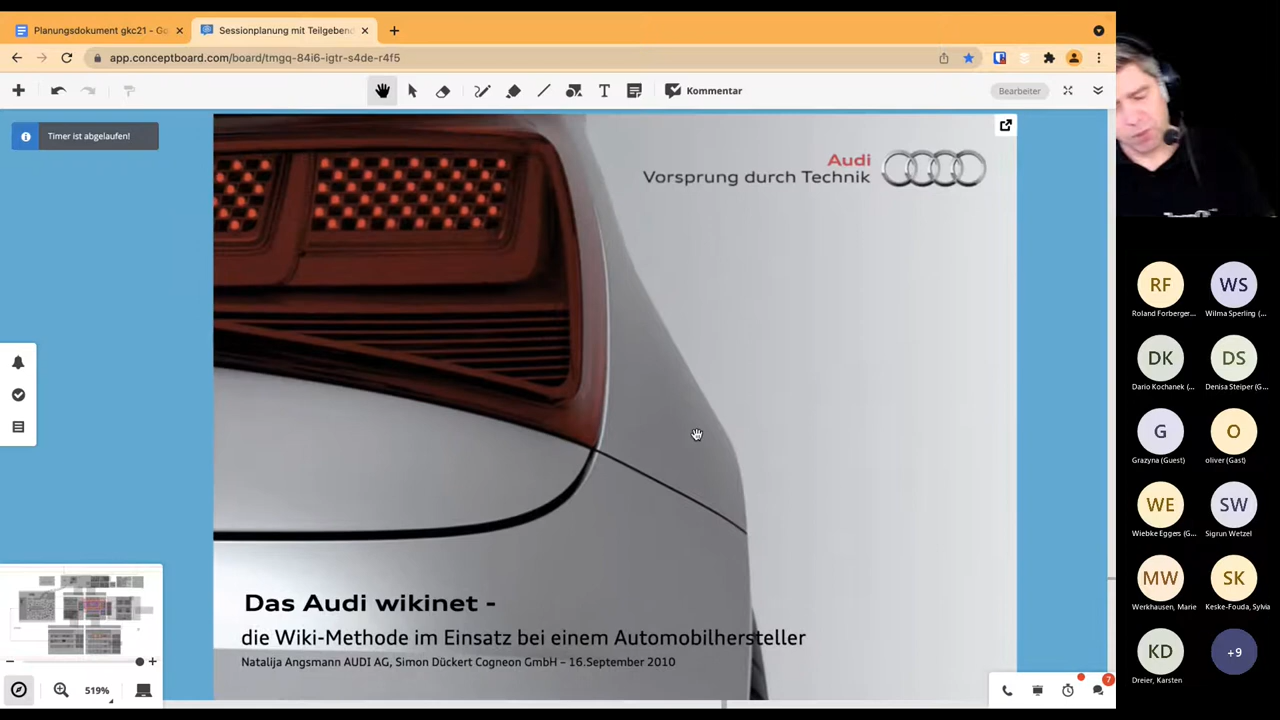 Planungsdokument gkc21 - Go
Sessionplanung mit Teilgebend
app.conceptboard.com/board/tmgq-84i6-igtr-s4de-r4f5
Kommentar
Bearbeiter
Timer ist abgelaufen!
Audi
Vorsprung durch Technik
Das Audi wikinet -
die Wiki-Methode im Einsatz bei einem Automobilhersteller
Natalija Angsmann AUDI AG, Simon Dückert Cogneon GmbH – 16.September 2010
519%
7
RF
WS
Roland Forberger...
Wilma Sperling (...
DK
DS
Dario Kochanek (...
Denisa Steiper (G...
G
O
Grazyna (Guest)
oliver (Gast)
WE
SW
Wiebke Eggers (G...
Sigrun Wetzel
MW
SK
Werkhausen, Marie
Keske-Fouda, Sylvia
KD
+9
Dreier, Karsten